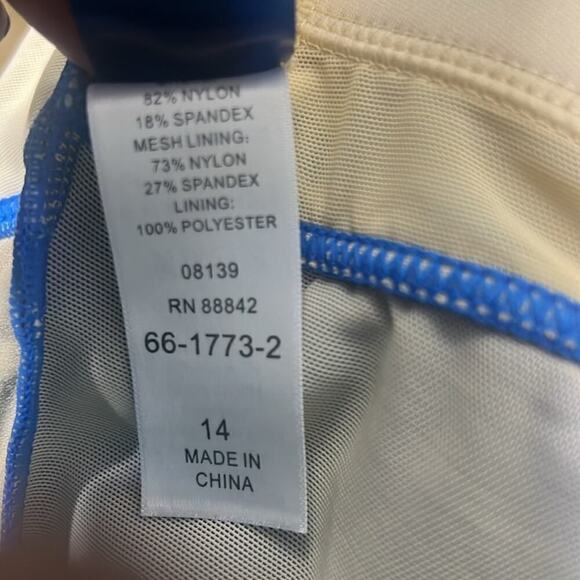 82% NYLON
18% SPANDEX
MESH LINING:
73% NYLON
27% SPANDEX
LINING:
100% POLYESTER
08139
RN 88842
66-1773-2
14
MADE IN
CHINA